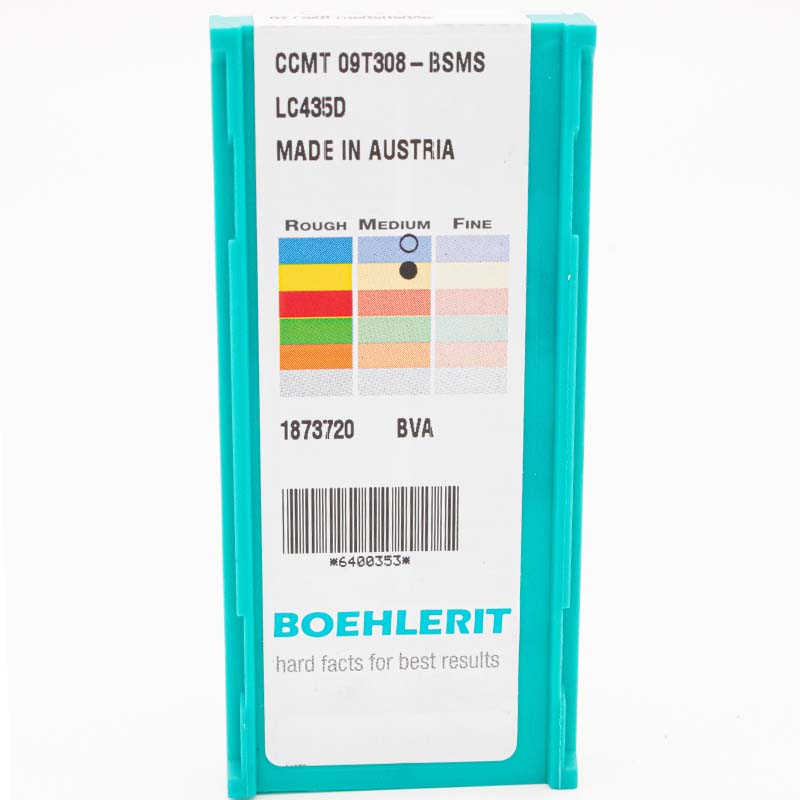 CCMT 09T308-BSMS
LC435D
MADE IN AUSTRIA
ROUGH MEDIUM FINE
1873720 BVA
*6400353*
BOEHLERIT
hard facts for best results